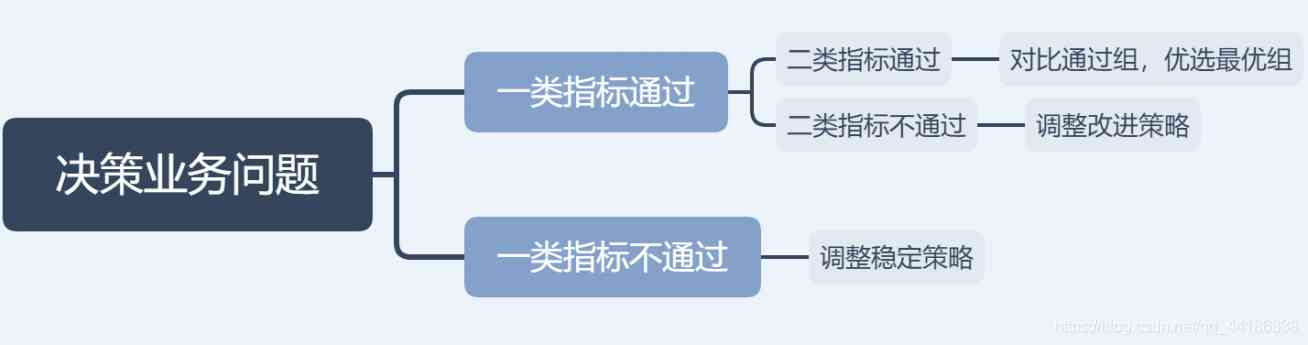 决策业务问题
一类指标通过
二类指标通过
对比通过组，优选最优组
二类指标不通过
调整改进策略
一类指标不通过
调整稳定策略
https://blog.csdn.net/qq_44186838